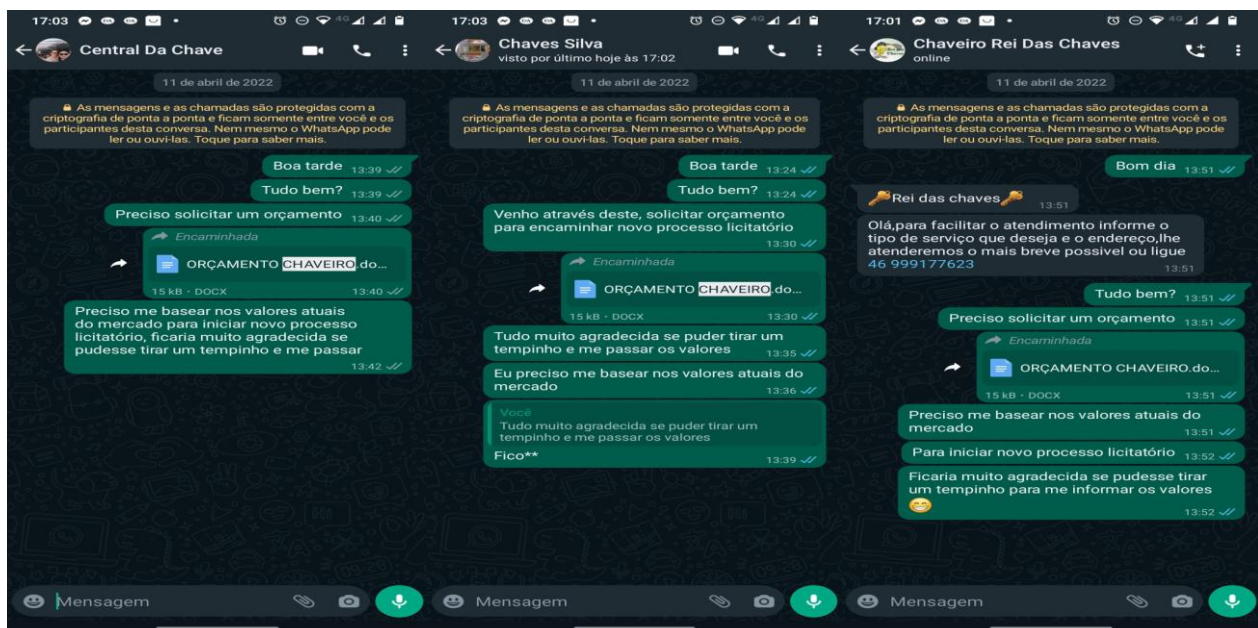 17:03
4G
Central Da Chave
11 de abril de 2022
As mensagens e as chamadas são protegidas com a
criptografia de ponta a ponta e ficam somente entre você e os
participantes desta conversa. Nem mesmo o WhatsApp pode
ler ou ouvi-las. Toque para saber mais.
Boa tarde 13:39
Tudo bem? 13:39
Preciso solicitar um orçamento 13:40
Encaminhada
ORÇAMENTO CHAVEIRO.do...
15 kB · DOCX 13:40
Preciso me basear nos valores atuais
do mercado para iniciar novo processo
licitatório, ficaria muito agradecida se
pudesse tirar um tempinho e me passar
13:42
Mensagem
17:03
4G
Chaves Silva
visto por último hoje às 17:02
11 de abril de 2022
As mensagens e as chamadas são protegidas com a
criptografia de ponta a ponta e ficam somente entre você e os
participantes desta conversa. Nem mesmo o WhatsApp pode
ler ou ouvi-las. Toque para saber mais.
Boa tarde 13:24
Tudo bem? 13:24
Venho através deste, solicitar orçamento
para encaminhar novo processo licitatório
13:30
Encaminhada
ORÇAMENTO CHAVEIRO.do...
15 kB · DOCX 13:30
Tudo muito agradecida se puder tirar um
tempinho e me passar os valores 13:35
Eu preciso me basear nos valores atuais do
mercado 13:36
Você
Tudo muito agradecida se puder tirar um
tempinho e me passar os valores
Fico** 13:39
Mensagem
17:01
4G
Chaveiro Rei Das Chaves
online
11 de abril de 2022
As mensagens e as chamadas são protegidas com a
criptografia de ponta a ponta e ficam somente entre você e os
participantes desta conversa. Nem mesmo o WhatsApp pode
ler ou ouvi-las. Toque para saber mais.
Bom dia 13:51
🔑Rei das chaves🔑 13:51
Olá,para facilitar o atendimento informe o
tipo de serviço que deseja e o endereço,lhe
atenderemos o mais breve possivel ou ligue
46 999177623 13:51
Tudo bem? 13:51
Preciso solicitar um orçamento 13:51
Encaminhada
ORÇAMENTO CHAVEIRO.do...
15 kB · DOCX 13:51
Preciso me basear nos valores atuais do
mercado 13:51
Para iniciar novo processo licitatório 13:52
Ficaria muito agradecida se pudesse tirar
um tempinho para me informar os valores
😁 13:52
Mensagem